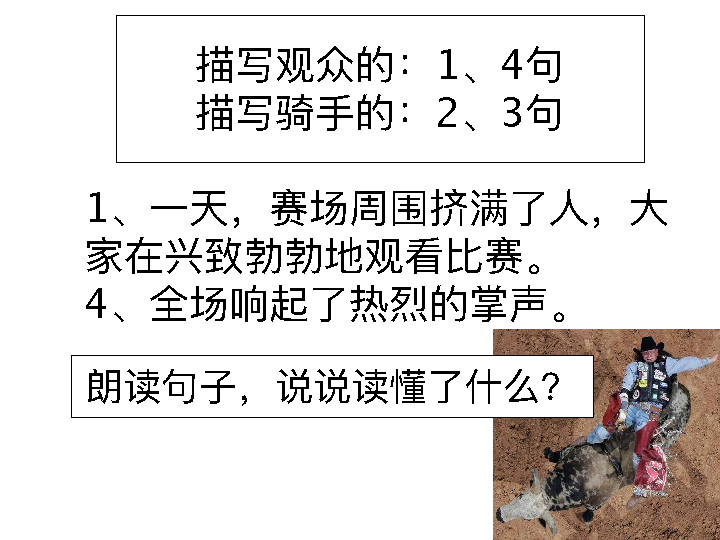 描写观众的：1、4句
描写骑手的：2、3句
1、一天，赛场周围挤满了人，大
家在兴致勃勃地观看比赛。
4、全场响起了热烈的掌声。
朗读句子，说说读懂了什么？